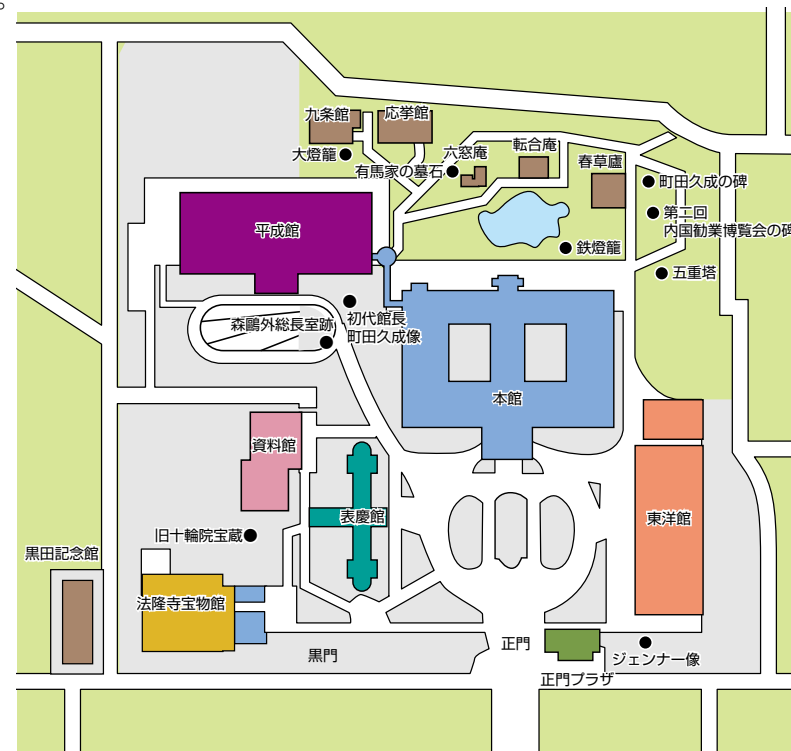 。
九条館
応挙館
大燈籠
有馬家の墓石
六窓庵
転合庵
春草廬
町田久成の碑
第二回
内国勧業博覧会の碑
平成館
鉄燈籠
五重塔
森鷗外総長室跡
初代館長
町田久成像
本館
資料館
表慶館
東洋館
旧十輪院宝蔵
黒田記念館
法隆寺宝物館
黒門
正門
正門プラザ
ジェンナー像